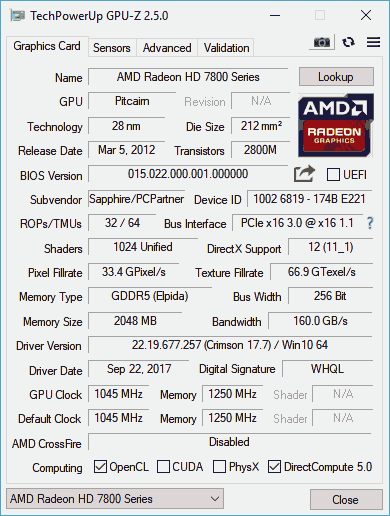 TechPowerUp GPU-Z 2.5.0
Graphics Card Sensors Advanced Validation
Name AMD Radeon HD 7800 Series Lookup
GPU Pitcairn Revision N/A
AMD
RADEON
GRAPHICS
Technology 28 nm Die Size 212 mm²
Release Date Mar 5, 2012 Transistors 2800M
BIOS Version 015.022.000.001.000000 UEFI
Subvendor Sapphire/PCPartner Device ID 1002 6819 - 174B E221
ROPs/TMUs 32 / 64 Bus Interface PCIe x16 3.0 @ x16 1.1 ?
Shaders 1024 Unified DirectX Support 12 (11_1)
Pixel Fillrate 33.4 GPixel/s Texture Fillrate 66.9 GTexel/s
Memory Type GDDR5 (Elpida) Bus Width 256 Bit
Memory Size 2048 MB Bandwidth 160.0 GB/s
Driver Version 22.19.677.257 (Crimson 17.7) / Win10 64
Driver Date Sep 22, 2017 Digital Signature WHQL
GPU Clock 1045 MHz Memory 1250 MHz Shader N/A
Default Clock 1045 MHz Memory 1250 MHz Shader N/A
AMD CrossFire Disabled
Computing OpenCL CUDA PhysX DirectCompute 5.0
AMD Radeon HD 7800 Series Close